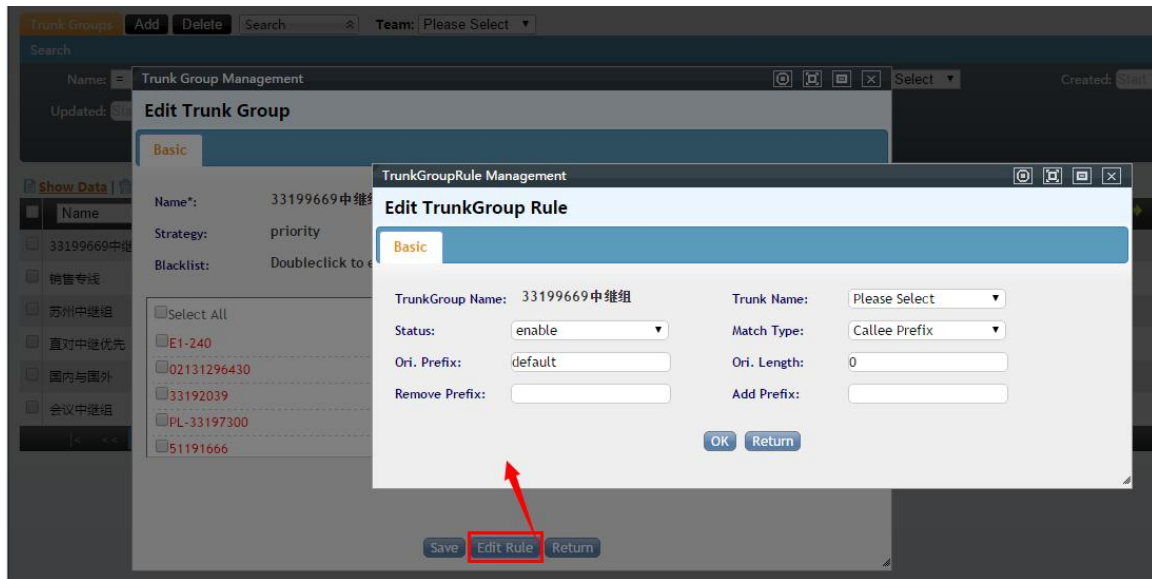 Trunk Groups Add Delete Search Team: Please Select
Search
Name: = Select Created: Start
Updated:
Show Data |
Name
33199669中继
销售专线
苏州中继组
直对中继优先
国内与国外
会议中继组
|< <<
Trunk Group Management
Edit Trunk Group
Basic
Name*: 33199669中继
Strategy: priority
Blacklist: Doubleclick to e
Select All
E1-240
02131296430
33192039
PL-33197300
51191666
Save Edit Rule Return
TrunkGroupRule Management
Edit TrunkGroup Rule
Basic
TrunkGroup Name: 33199669中继组 Trunk Name: Please Select
Status: enable Match Type: Callee Prefix
Ori. Prefix: default Ori. Length: 0
Remove Prefix: Add Prefix:
OK Return